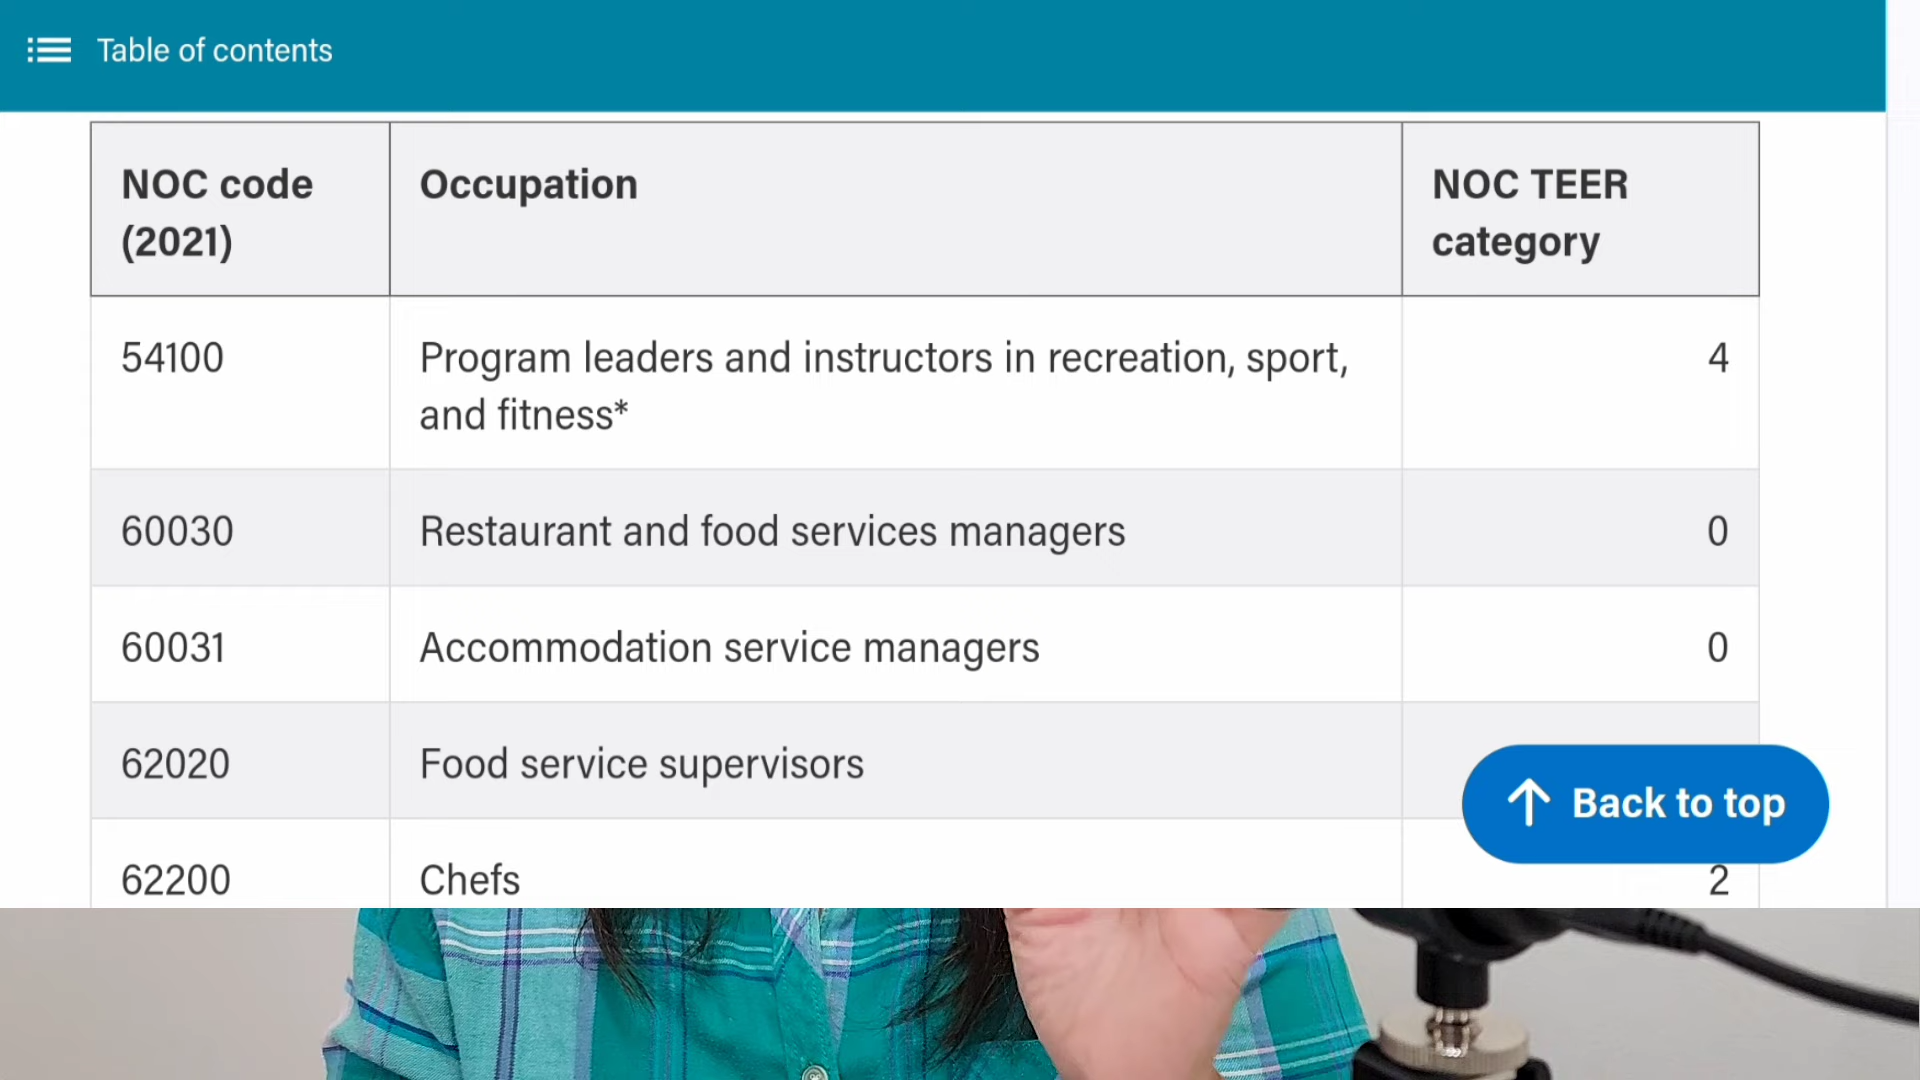 Table of contents
NOC code (2021) Occupation NOC TEER category
54100 Program leaders and instructors in recreation, sport, and fitness* 4
60030 Restaurant and food services managers 0
60031 Accommodation service managers 0
62020 Food service supervisors
Back to top
62200 Chefs 2